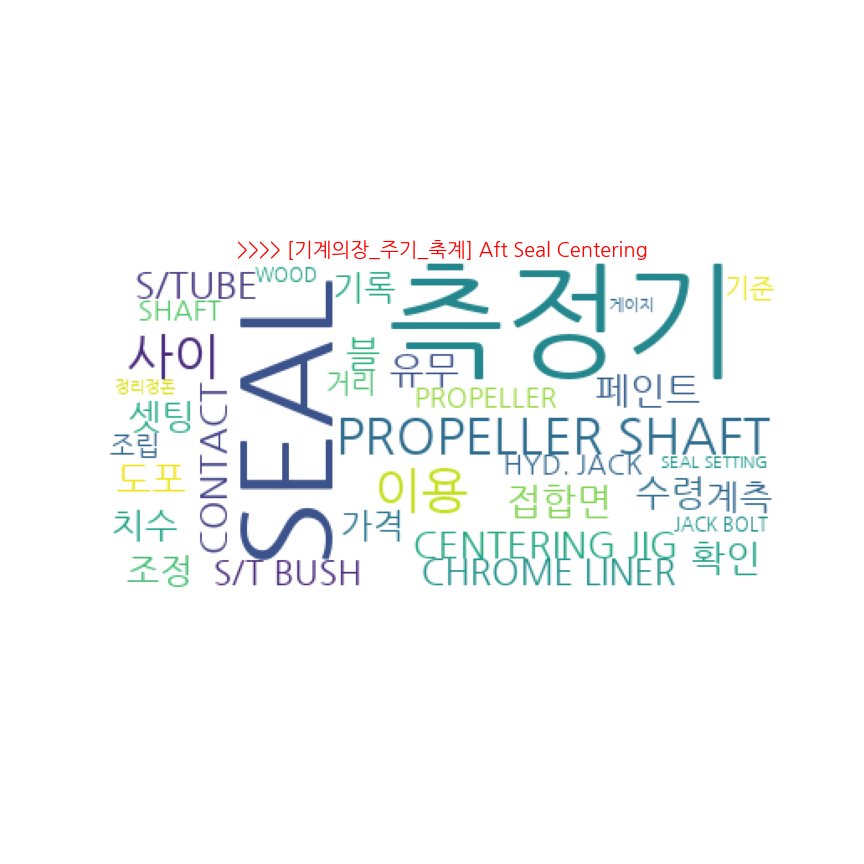 >>>> [기계의장_주기_축계] Aft Seal Centering
S/TUBE
WOOD
기록
측정기
게이지
기준
SHAFT
SEAL
사이
블
유무
정리정돈
거리
PROPELLER
페인트
셋팅
CONTACT
조립
PROPELLER SHAFT
HYD. JACK
SEAL SETTING
도포
이용
접합면
수령계측
치수
가격
JACK BOLT
CENTERING JIG
확인
조정
S/T BUSH
CHROME LINER